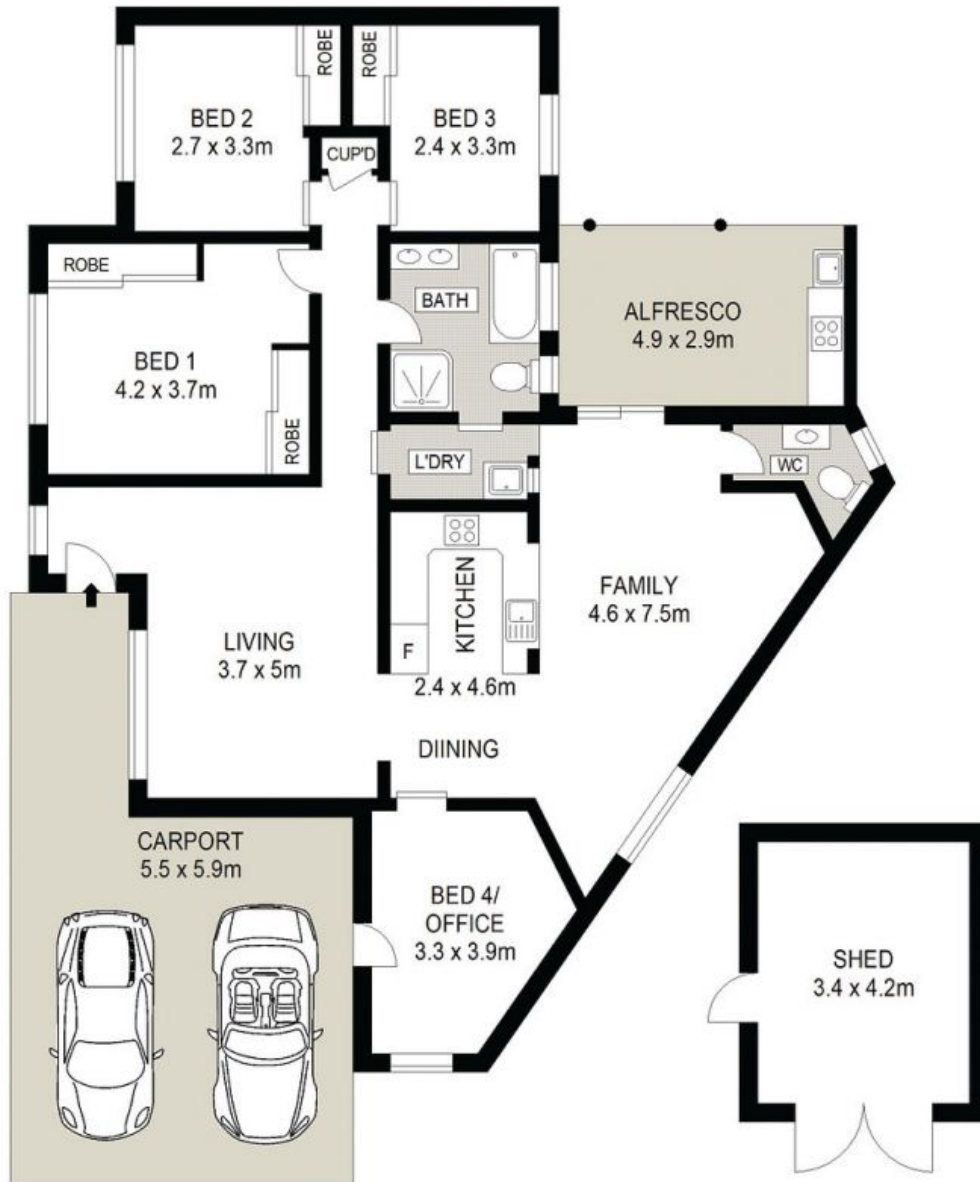 ROBE
ROBE
BED 2
2.7 x 3.3m
BED 3
2.4 x 3.3m
CUP'D
ROBE
BATH
ALFRESCO
4.9 x 2.9m
BED 1
4.2 x 3.7m
ROBE
L'DRY
WC
KITCHEN
FAMILY
4.6 x 7.5m
LIVING
3.7 x 5m
F
2.4 x 4.6m
DIINING
CARPORT
5.5 x 5.9m
BED 4/
OFFICE
3.3 x 3.9m
SHED
3.4 x 4.2m